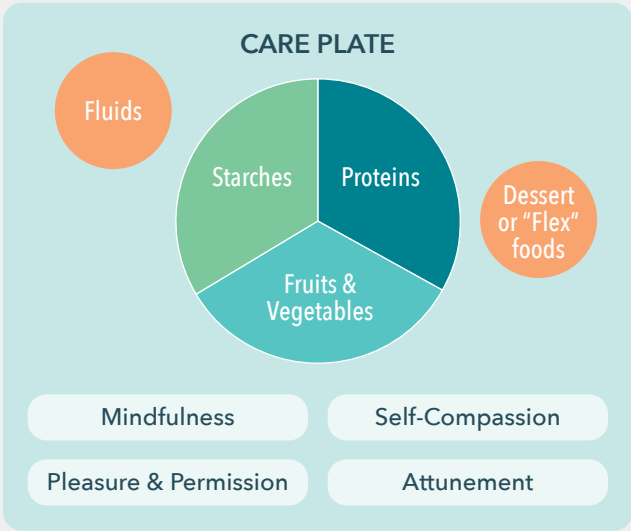 CARE PLATE
Fluids
Starches
Proteins
Dessert
or “Flex”
foods
Fruits &
Vegetables
Mindfulness
Self-Compassion
Pleasure & Permission
Attunement